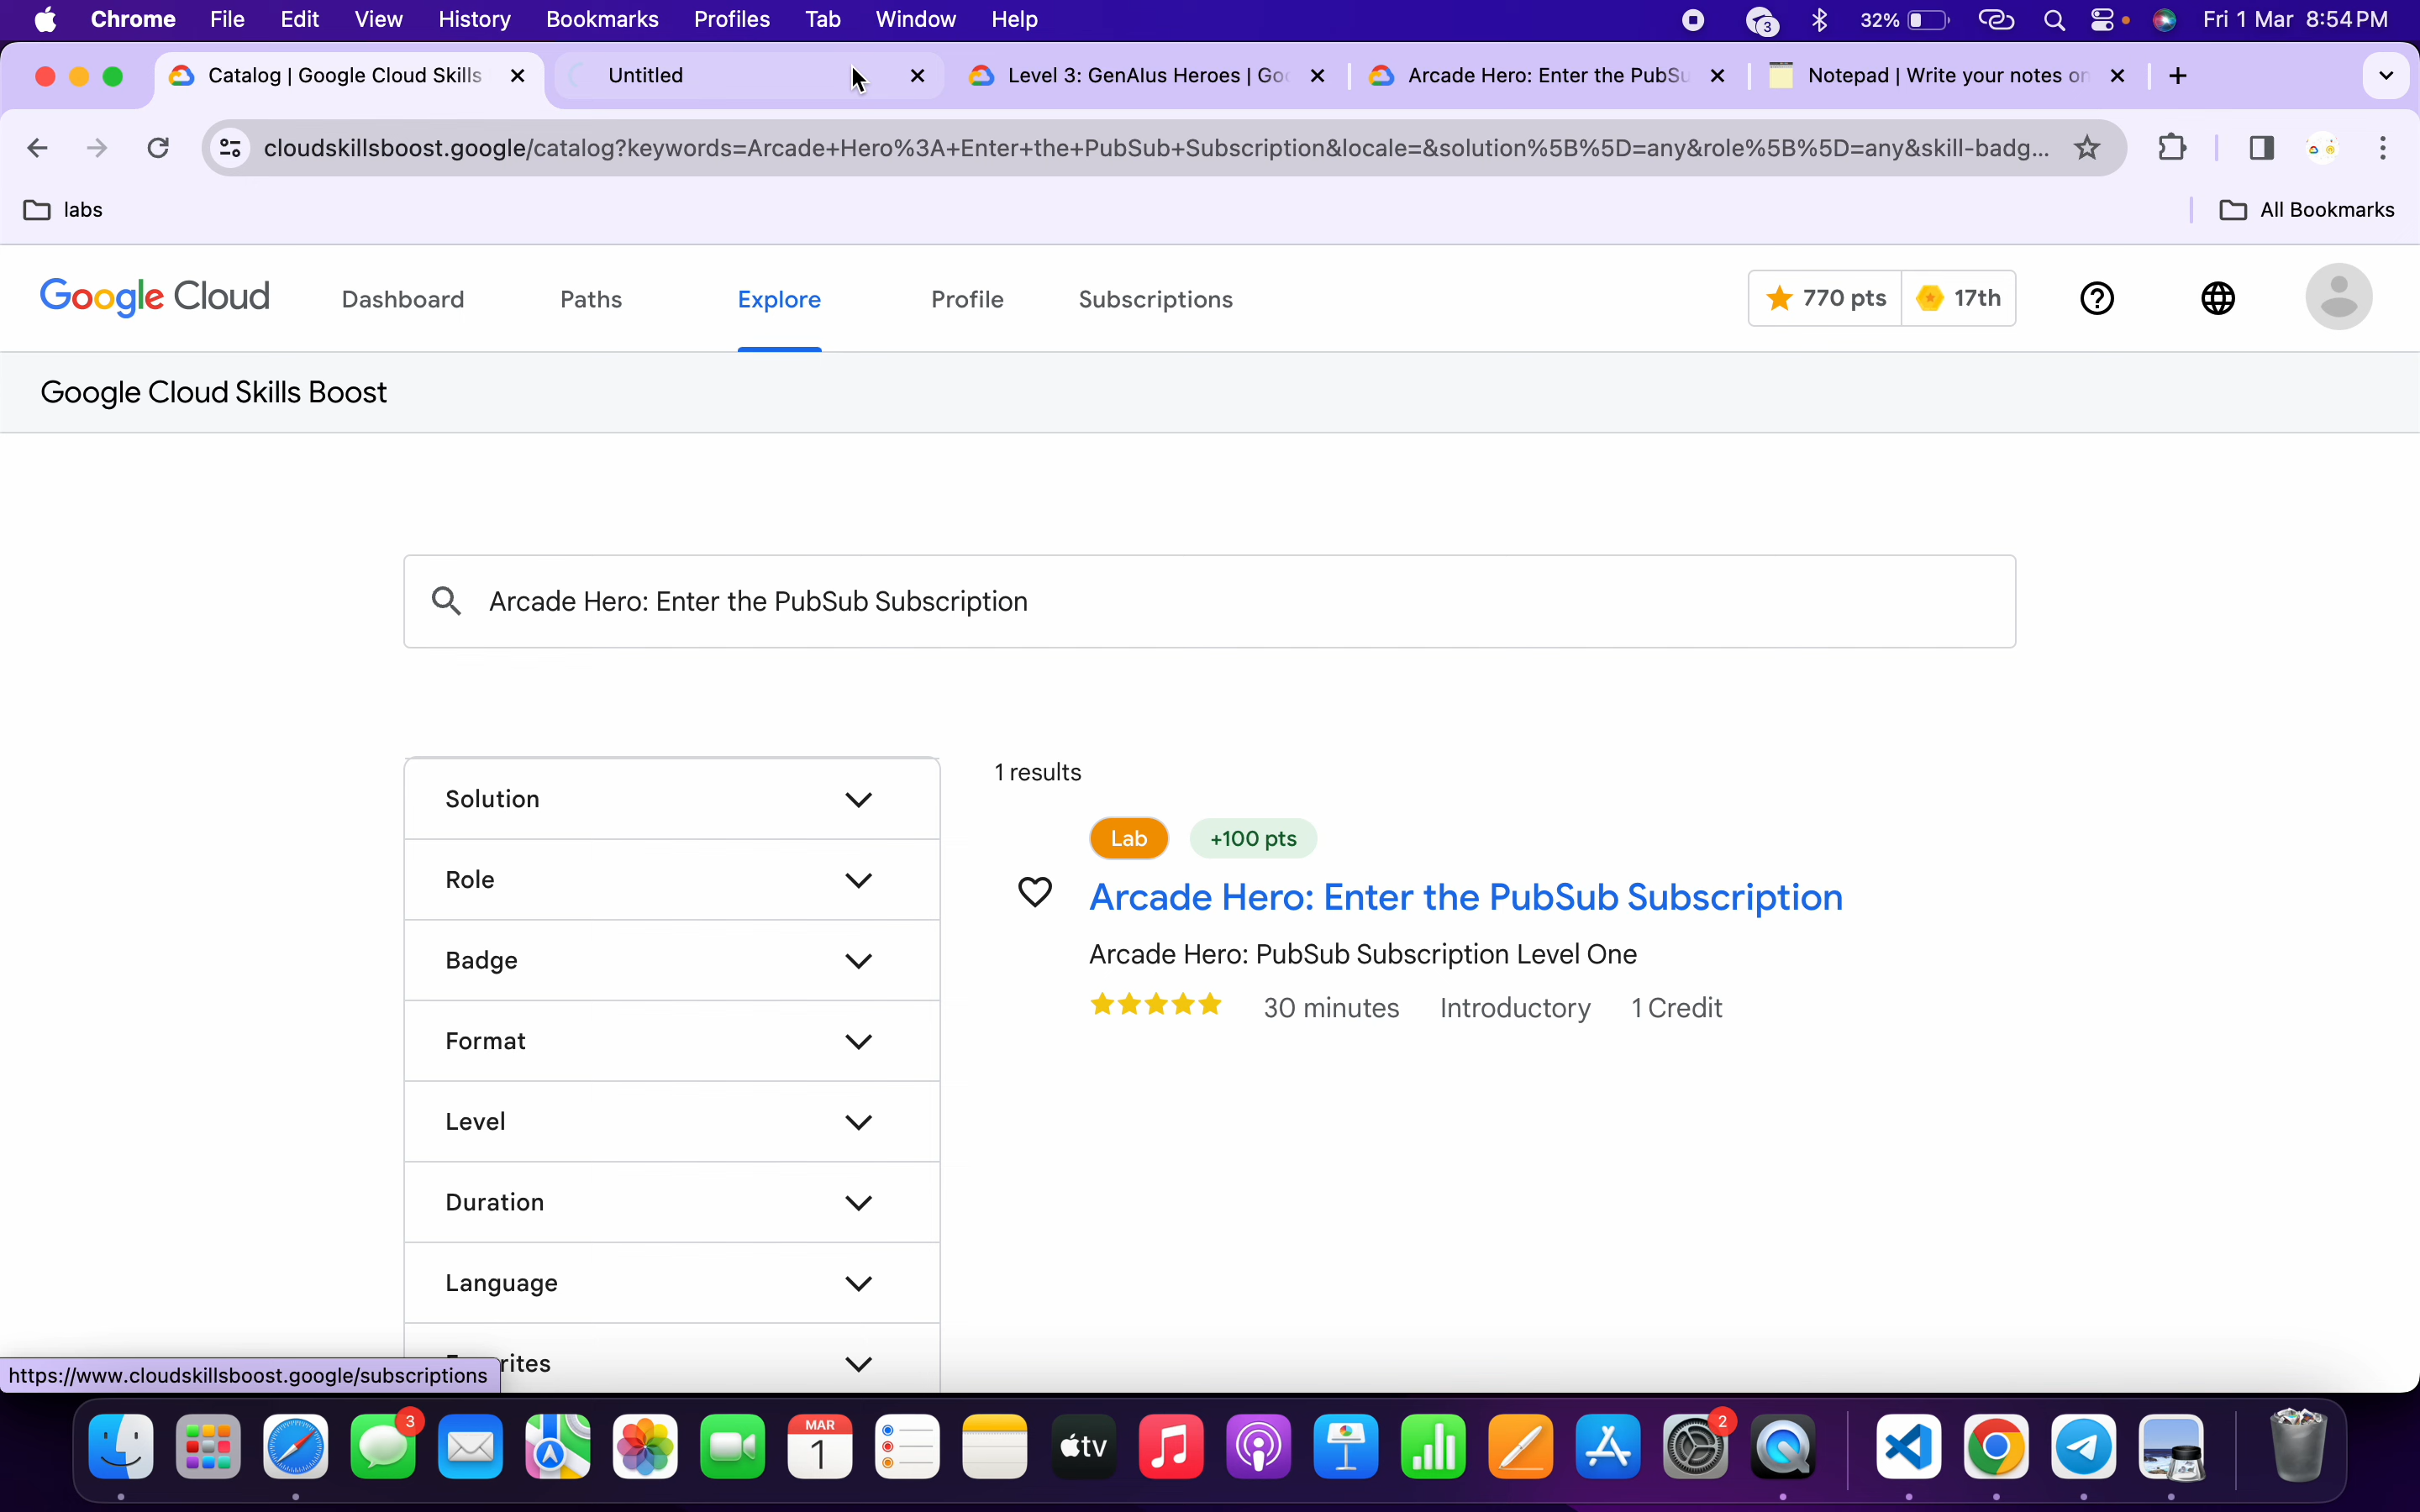 Chrome File Edit View History Bookmarks Profiles Tab Window Help 3 32% Fri 1 Mar 8:54 PM
Catalog | Google Cloud Skills Untitled Level 3: GenAIus Heroes | Goo Arcade Hero: Enter the PubSu Notepad | Write your notes on
cloudskillsboost.google/catalog?keywords=Arcade+Hero%3A+Enter+the+PubSub+Subscription&locale=&solution%5B%5D=any&role%5B%5D=any&skill-badg...
labs All Bookmarks
Google Cloud Dashboard Paths Explore Profile Subscriptions 770 pts 17th
Google Cloud Skills Boost
Arcade Hero: Enter the PubSub Subscription
1 results
Solution
Lab +100 pts
Role
Arcade Hero: Enter the PubSub Subscription
Badge
Arcade Hero: PubSub Subscription Level One
30 minutes Introductory 1 Credit
Format
Level
Duration
Language
rites
https://www.cloudskillsboost.google/subscriptions
3 MAR 1 tv 2